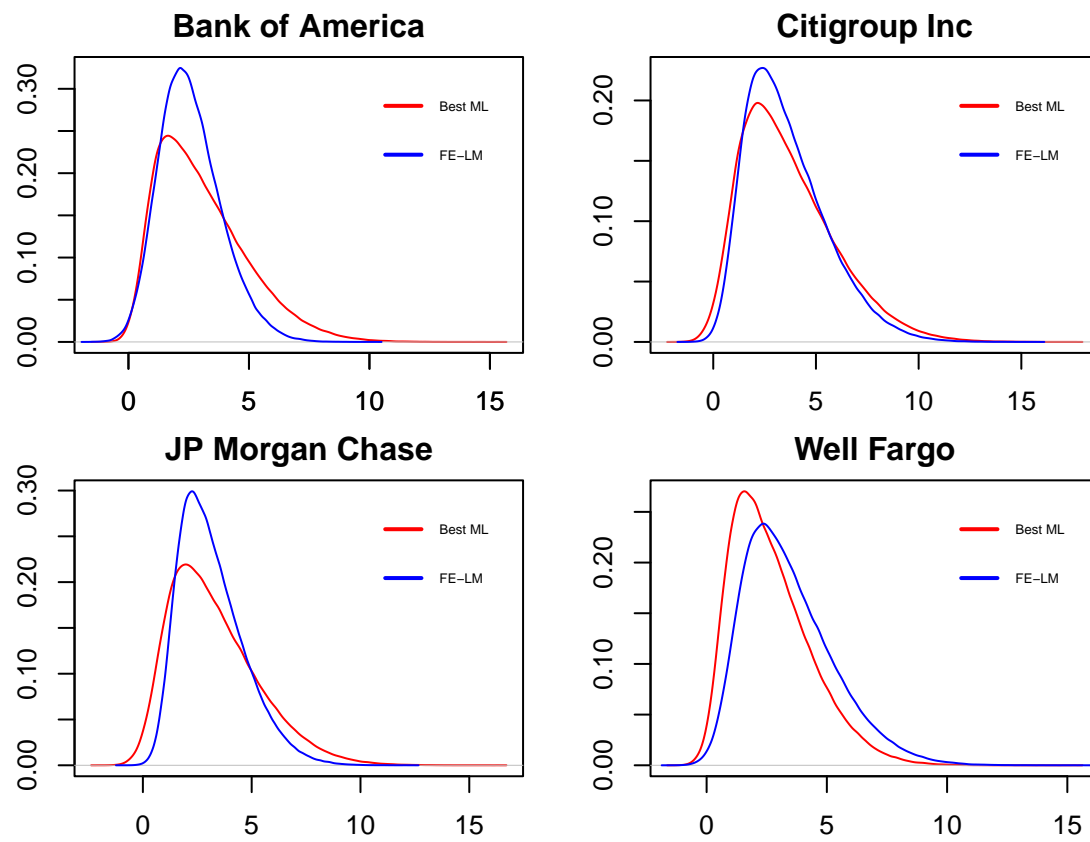 Bank of America
0.00 0.10 0.20 0.30
Best ML
FE−LM
0 5 10 15
Citigroup Inc
0.00 0.10 0.20
Best ML
FE−LM
0 5 10 15
JP Morgan Chase
0.00 0.10 0.20 0.30
Best ML
FE−LM
0 5 10 15
Well Fargo
0.00 0.10 0.20
Best ML
FE−LM
0 5 10 15